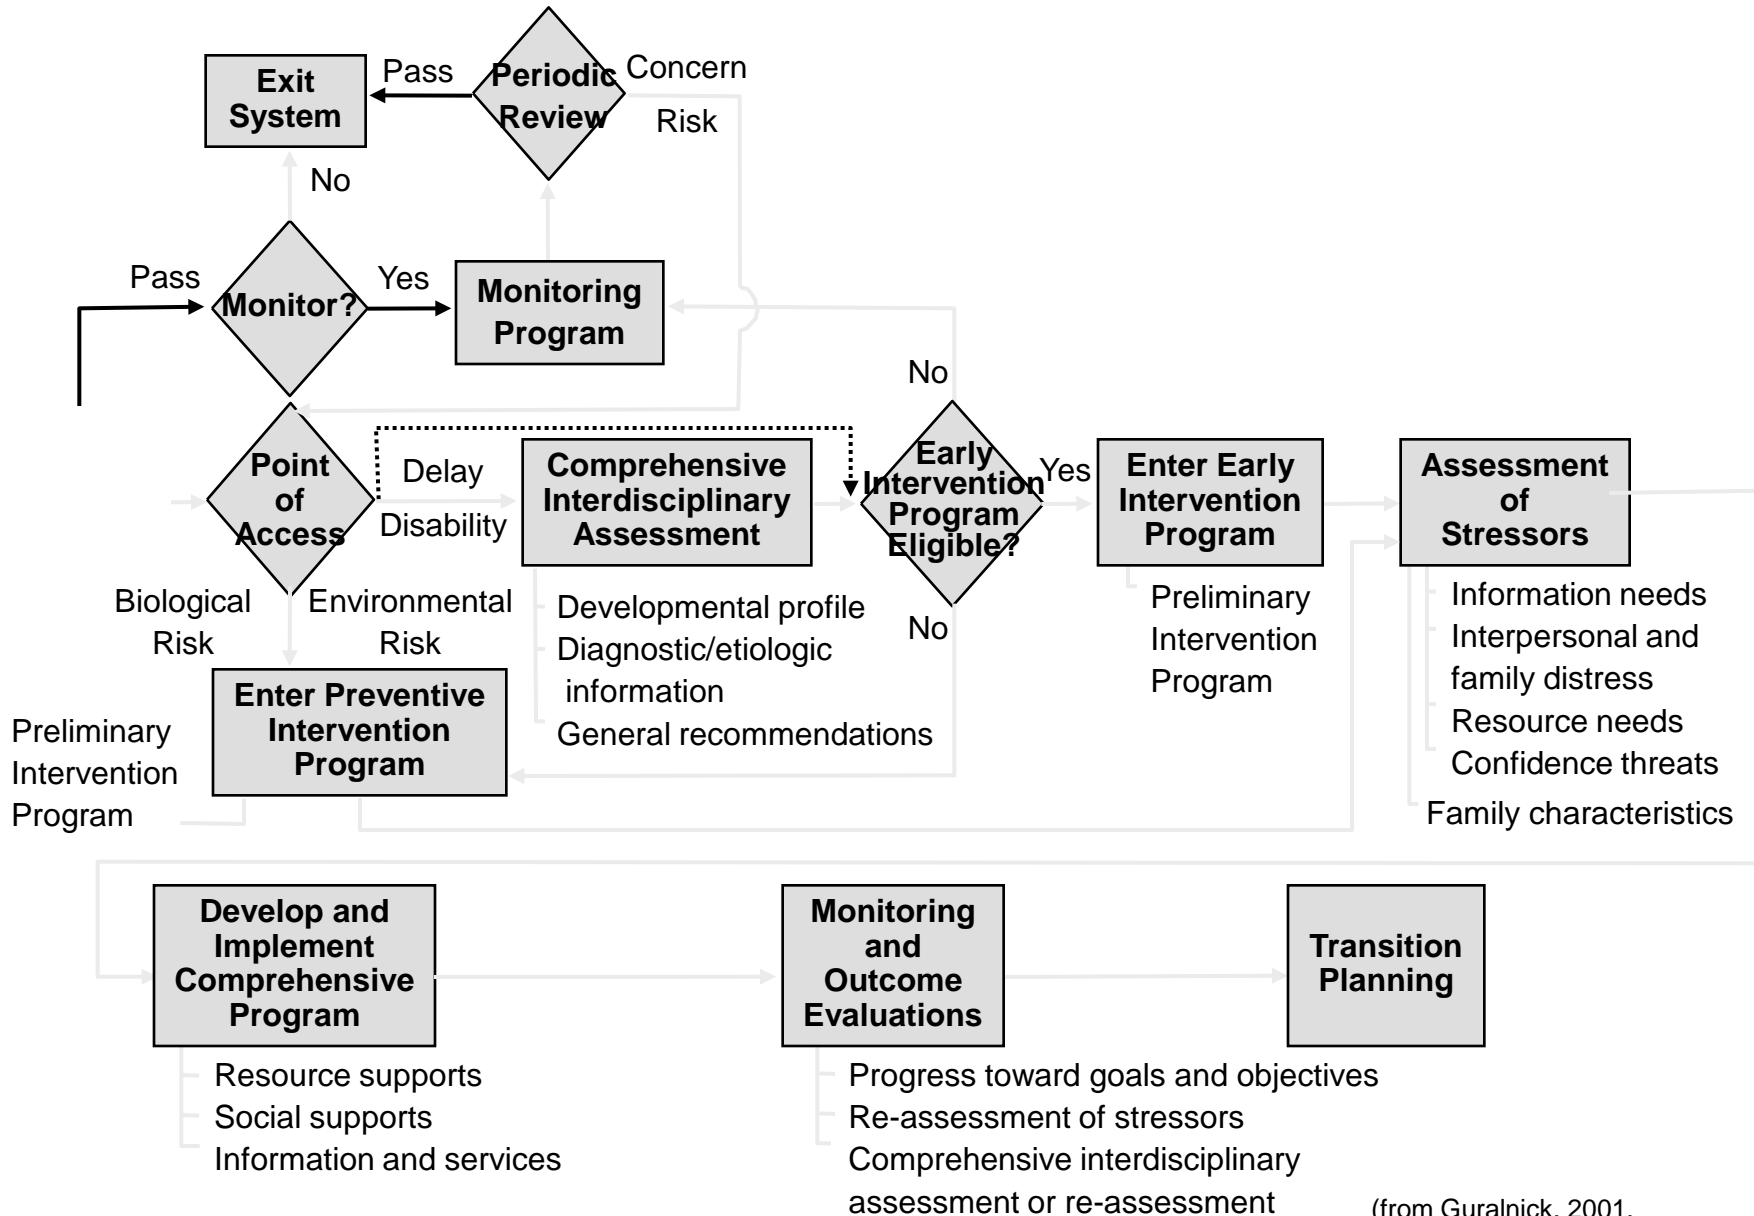 Exit
System
Pass
Periodic
Review
Concern
Risk
No
Pass
Monitor?
Yes
Monitoring
Program
No
Point
of
Access
Delay
Disability
Comprehensive
Interdisciplinary
Assessment
Early
Intervention
Program
Eligible?
Yes
Enter Early
Intervention
Program
Assessment
of
Stressors
Biological
Risk
Environmental
Risk
Developmental profile
Diagnostic/etiologic
information
General recommendations
No
Preliminary
Intervention
Program
Information needs
Interpersonal and
family distress
Resource needs
Confidence threats
Family characteristics
Preliminary
Intervention
Program
Enter Preventive
Intervention
Program
Develop and
Implement
Comprehensive
Program
Resource supports
Social supports
Information and services
Monitoring
and
Outcome
Evaluations
Progress toward goals and objectives
Re-assessment of stressors
Comprehensive interdisciplinary
assessment or re-assessment
Transition
Planning
(from Guralnick, 2001,